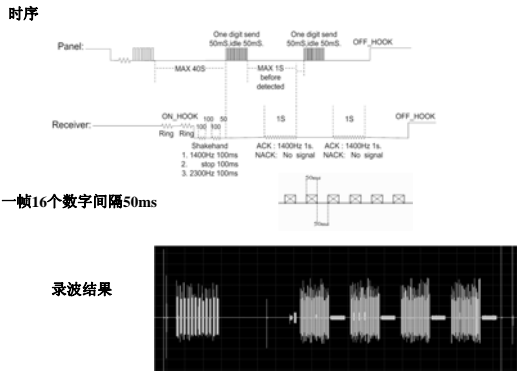 时序
One digit send One digit send
50mS.idle 50mS. 50mS.idle 50mS.
OFF_HOOK
Panel:
MAX 40S MAX 1S
before
detected
ON_HOOK 100 50 1S 1S OFF_HOOK
Receiver:
Ring Ring 100 100
Shakehand ACK : 1400Hz 1s. ACK : 1400Hz 1s.
1. 1400Hz 100ms NACK: No signal NACK: No signal
2. stop 100ms
3. 2300Hz 100ms
一帧16个数字间隔50ms
50ms
50ms
录波结果